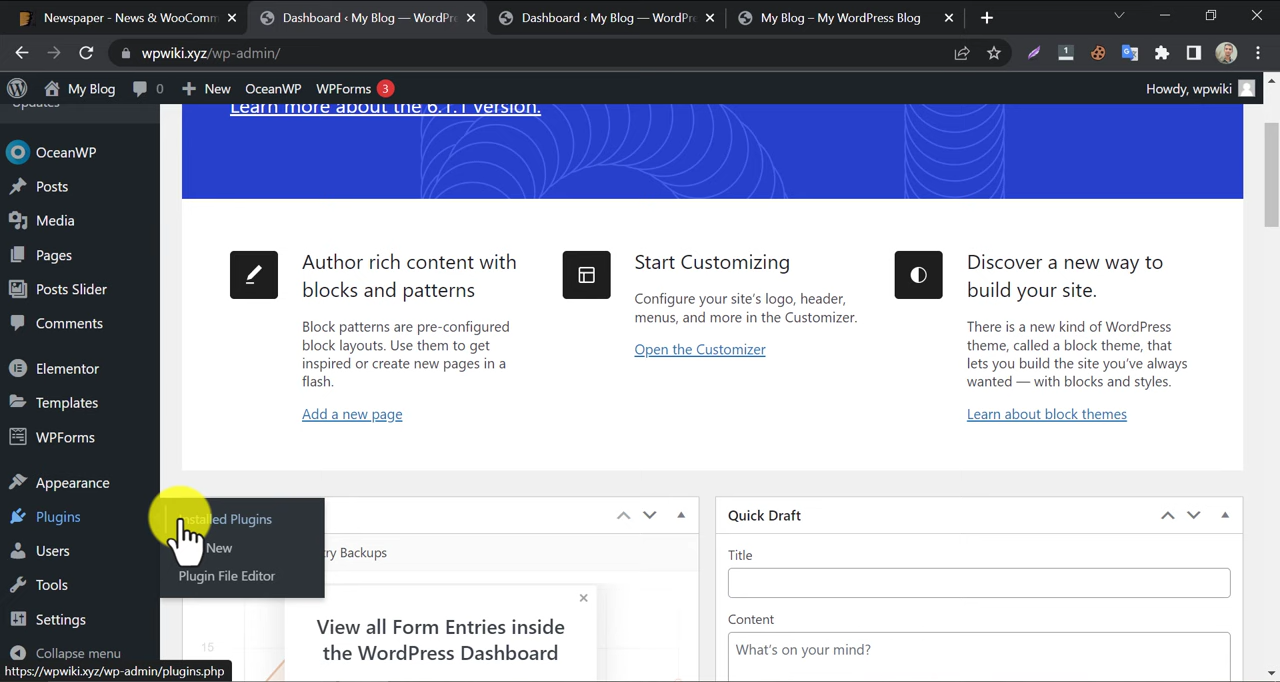 Newspaper - News & WooComm
Dashboard ‹ My Blog — WordPre
Dashboard ‹ My Blog — WordPre
My Blog – My WordPress Blog
wpwiki.xyz/wp-admin/
1
My Blog
0
New
OceanWP
WPForms 3
Howdy, wpwiki
Updates
OceanWP
Posts
Media
Pages
Posts Slider
Comments
Elementor
Templates
WPForms
Appearance
Plugins
Users
Tools
Settings
Collapse menu
Installed Plugins
New
Plugin File Editor
https://wpwiki.xyz/wp-admin/plugins.php
Learn more about the 6.1.1 version.
Author rich content with
blocks and patterns
Block patterns are pre-configured
block layouts. Use them to get
inspired or create new pages in a
flash.
Add a new page
Start Customizing
Configure your site's logo, header,
menus, and more in the Customizer.
Open the Customizer
Discover a new way to
build your site.
There is a new kind of WordPress
theme, called a block theme, that
lets you build the site you've always
wanted — with blocks and styles.
Learn about block themes
ry Backups
15
View all Form Entries inside
the WordPress Dashboard
Quick Draft
Title
Content
What's on your mind?